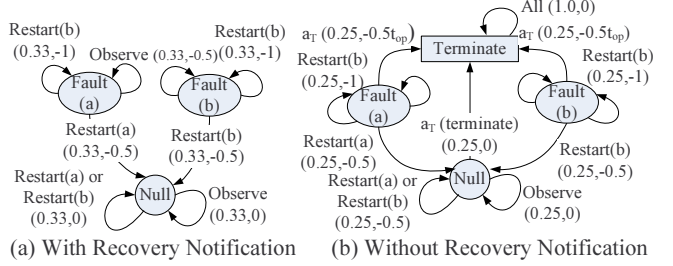 Restart(b)
(0.33,-1)
Observe (0.33,-0.5)
Restart(b)
(0.33,-1)
Fault
(a)
Fault
(b)
Restart(a)
(0.33,-0.5)
Restart(b)
(0.33,-0.5)
Restart(a) or
Restart(b)
(0.33,0)
Null
Observe
(0.33,0)
(a) With Recovery Notification
All (1.0,0)
aT (0.25,-0.5top)
Terminate
aT (0.25,-0.5top)
Restart(b)
(0.25,-1)
Restart(b)
(0.25,-1)
Fault
(a)
Fault
(b)
aT (terminate)
(0.25,0)
Restart(a)
(0.25,-0.5)
Restart(b)
(0.25,-0.5)
Restart(a) or
Restart(b)
(0.25,-0.5)
Null
Observe
(0.25,0)
(b) Without Recovery Notification